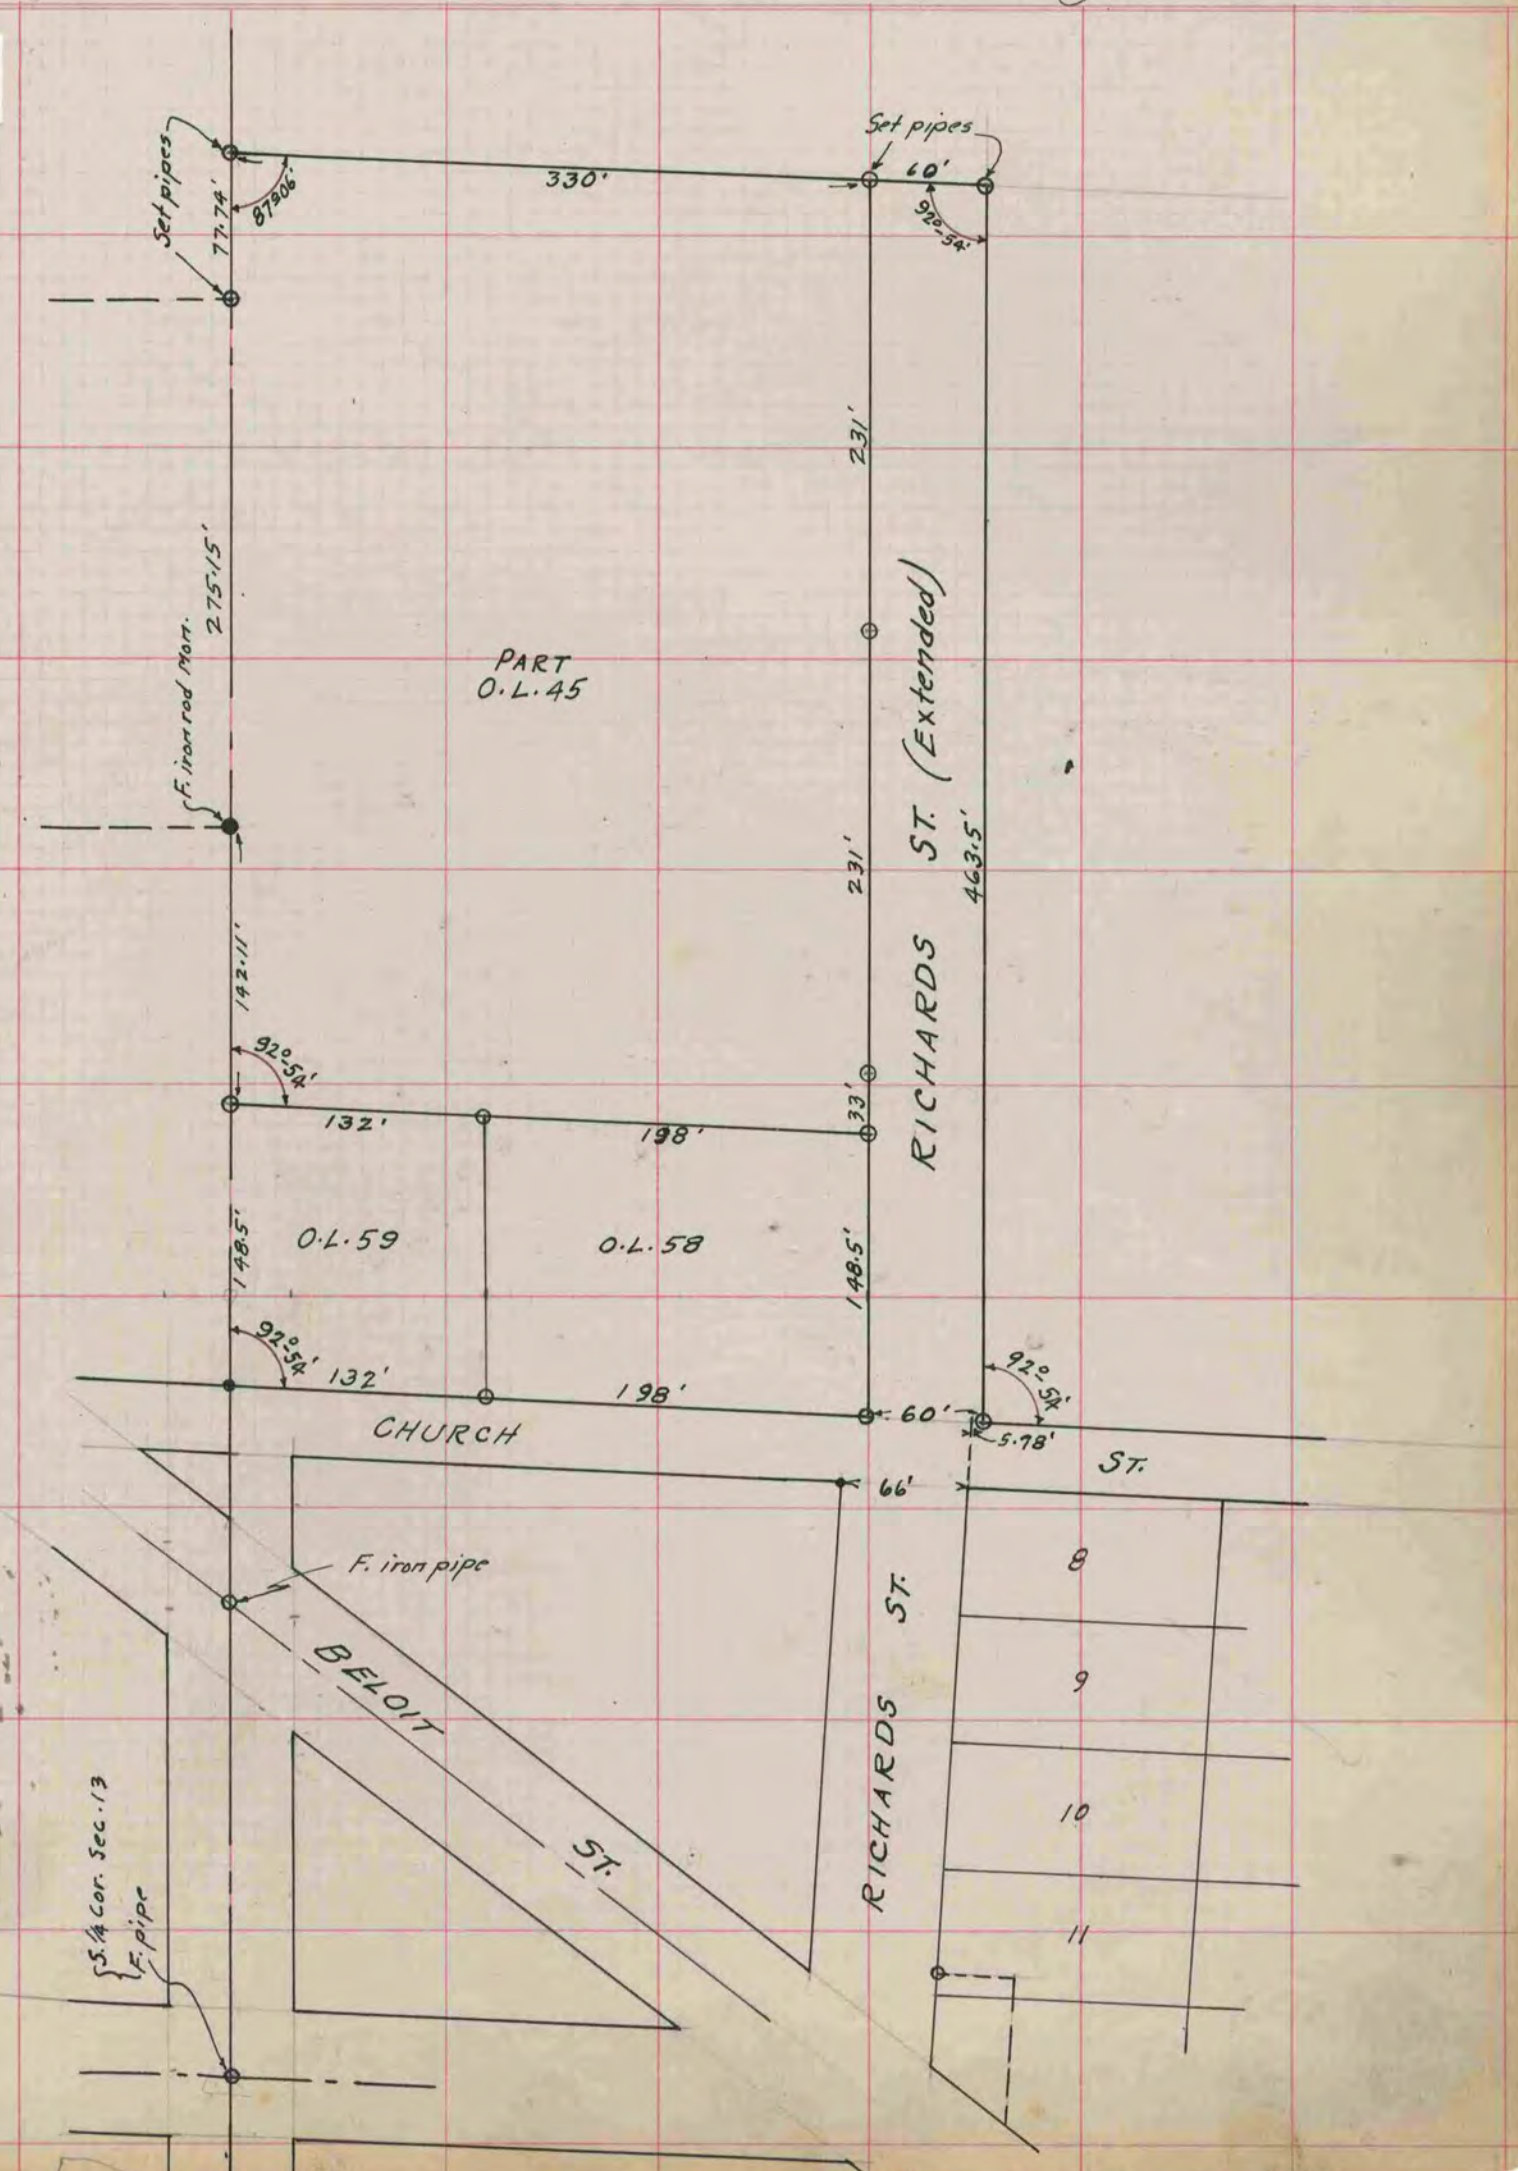 Set pipes
Set pipes
77.74'
87°06'
330'
60'
92°-54'
231'
275.15'
F. iron rod Mon.
PART
O.L.45
RICHARDS ST. (Extended)
463.5'
231'
142.11'
92°-54'
33'
132'
198'
148.5'
O.L.59
O.L.58
148.5'
92°-54'
132'
198'
60'
92°-54'
5.98'
CHURCH ST.
66'
F. iron pipe
BELOIT ST.
RICHARDS ST.
8
9
10
11
S.1/4 Cor. Sec.13
F. pipe